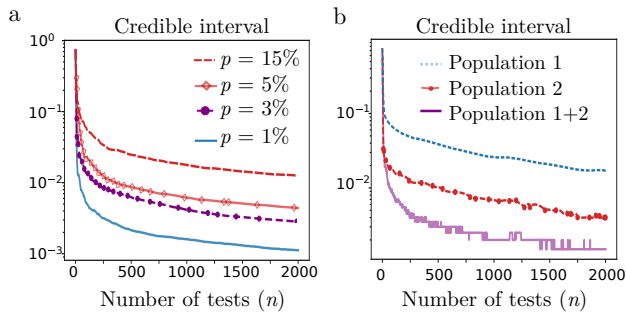 a
Credible interval
10⁰
10⁻¹
10⁻²
10⁻³
p = 15%
p = 5%
p = 3%
p = 1%
0 500 1000 1500 2000
Number of tests (n)
b
Credible interval
10⁻¹
10⁻²
Population 1
Population 2
Population 1+2
0 500 1000 1500 2000
Number of tests (n)